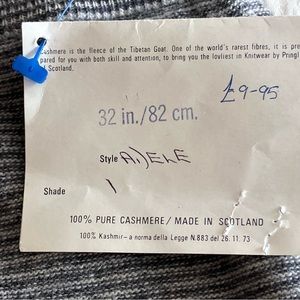 Cashmere is the fleece of the Tibetan Goat. One of the world's rarest fibres, it is pre
pared for you with both skill and attention, to bring you the lovliest in Knitwear by Pringl
of Scotland.
£9-95
32 in./82 cm.
Style ADELE
Shade 1
100% PURE CASHMERE/MADE IN SCOTLAND
100% Kashmir—a norma della Legge N.883 del 26. 11. 73